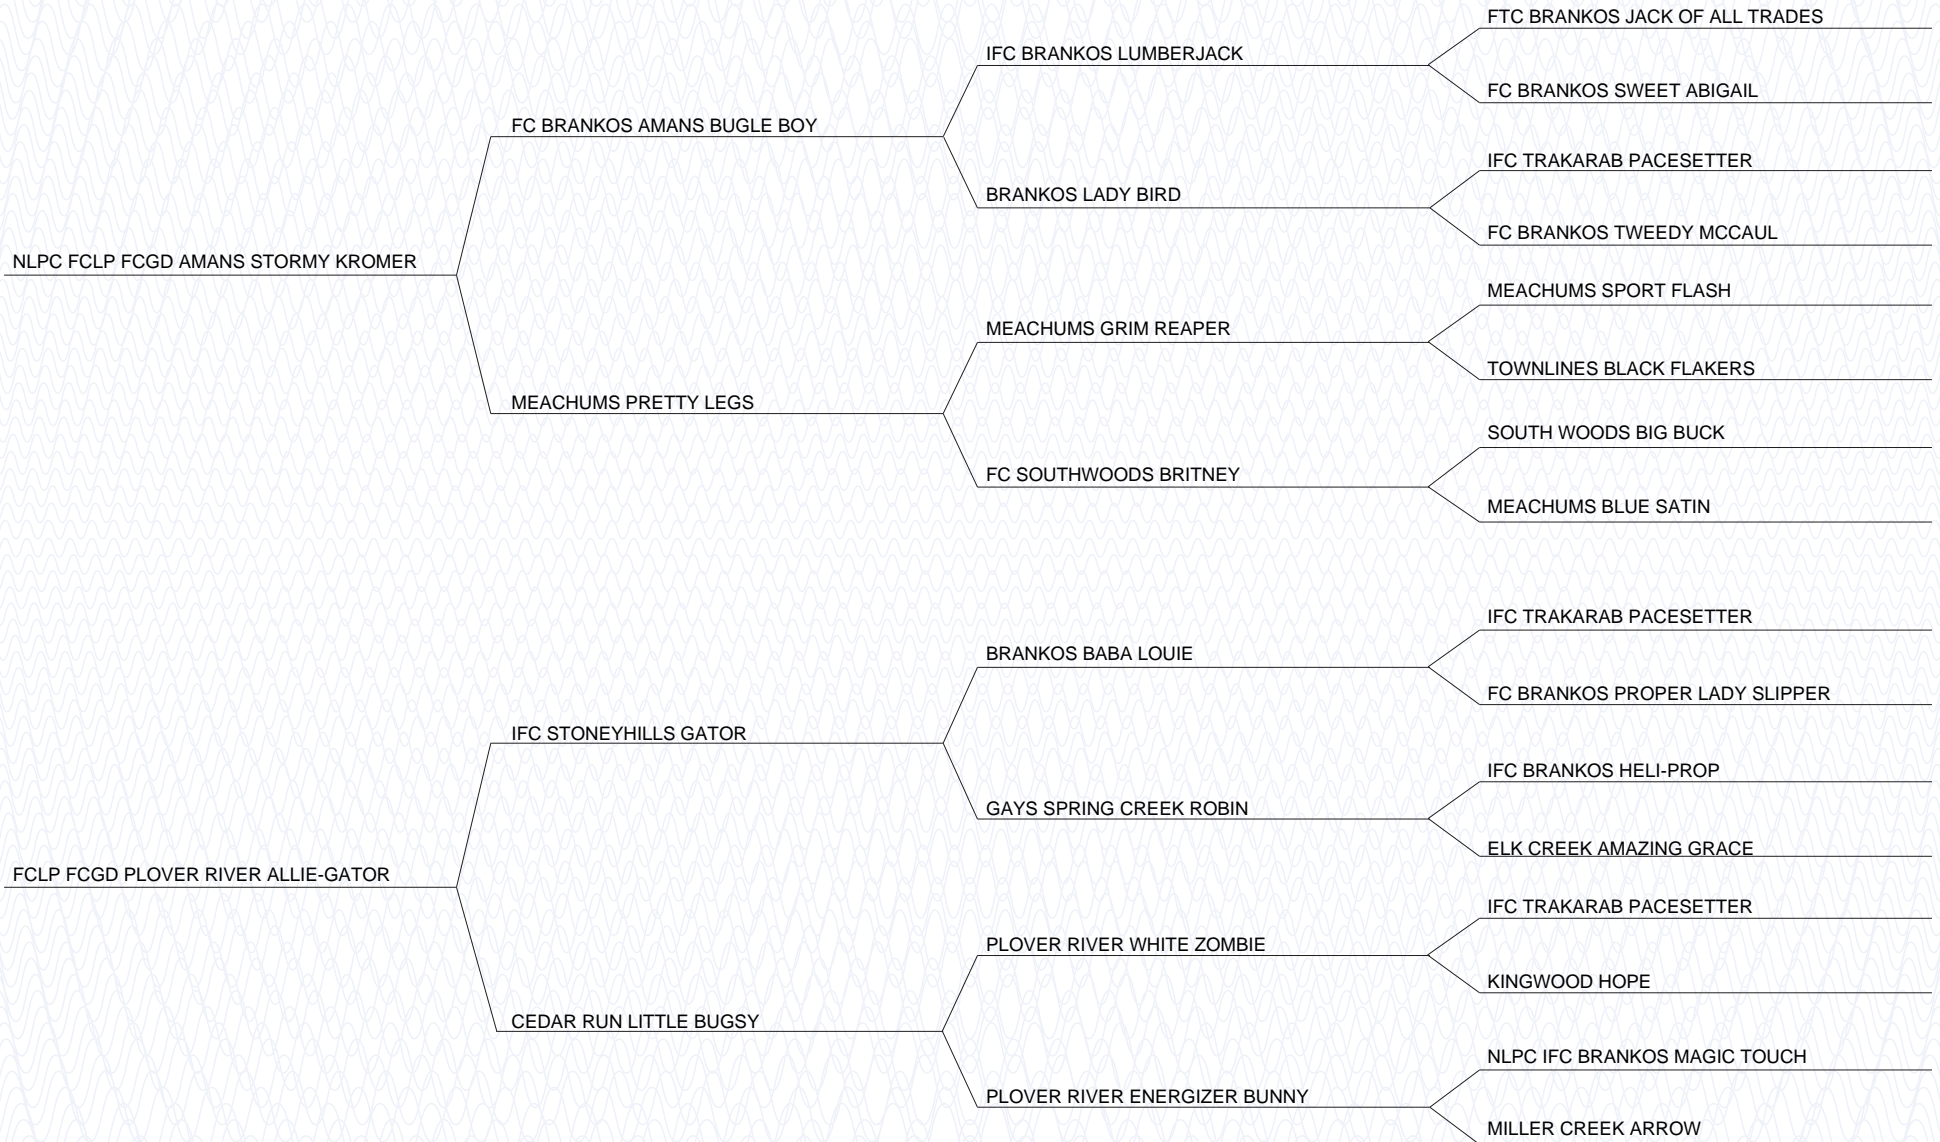 FTC BRANKOS JACK OF ALL TRADES
IFC BRANKOS LUMBERJACK
FC BRANKOS SWEET ABIGAIL
FC BRANKOS AMANS BUGLE BOY
IFC TRAKARAB PACESETTER
BRANKOS LADY BIRD
FC BRANKOS TWEEDY MCCAUL
NLPC FCLP FCGD AMANS STORMY KROMER
MEACHUMS SPORT FLASH
MEACHUMS GRIM REAPER
TOWNLINES BLACK FLAKERS
MEACHUMS PRETTY LEGS
SOUTH WOODS BIG BUCK
FC SOUTHWOODS BRITNEY
MEACHUMS BLUE SATIN
IFC TRAKARAB PACESETTER
BRANKOS BABA LOUIE
FC BRANKOS PROPER LADY SLIPPER
IFC STONEYHILLS GATOR
IFC BRANKOS HELI-PROP
GAYS SPRING CREEK ROBIN
ELK CREEK AMAZING GRACE
FCLP FCGD PLOVER RIVER ALLIE-GATOR
IFC TRAKARAB PACESETTER
PLOVER RIVER WHITE ZOMBIE
KINGWOOD HOPE
CEDAR RUN LITTLE BUGSY
NLPC IFC BRANKOS MAGIC TOUCH
PLOVER RIVER ENERGIZER BUNNY
MILLER CREEK ARROW